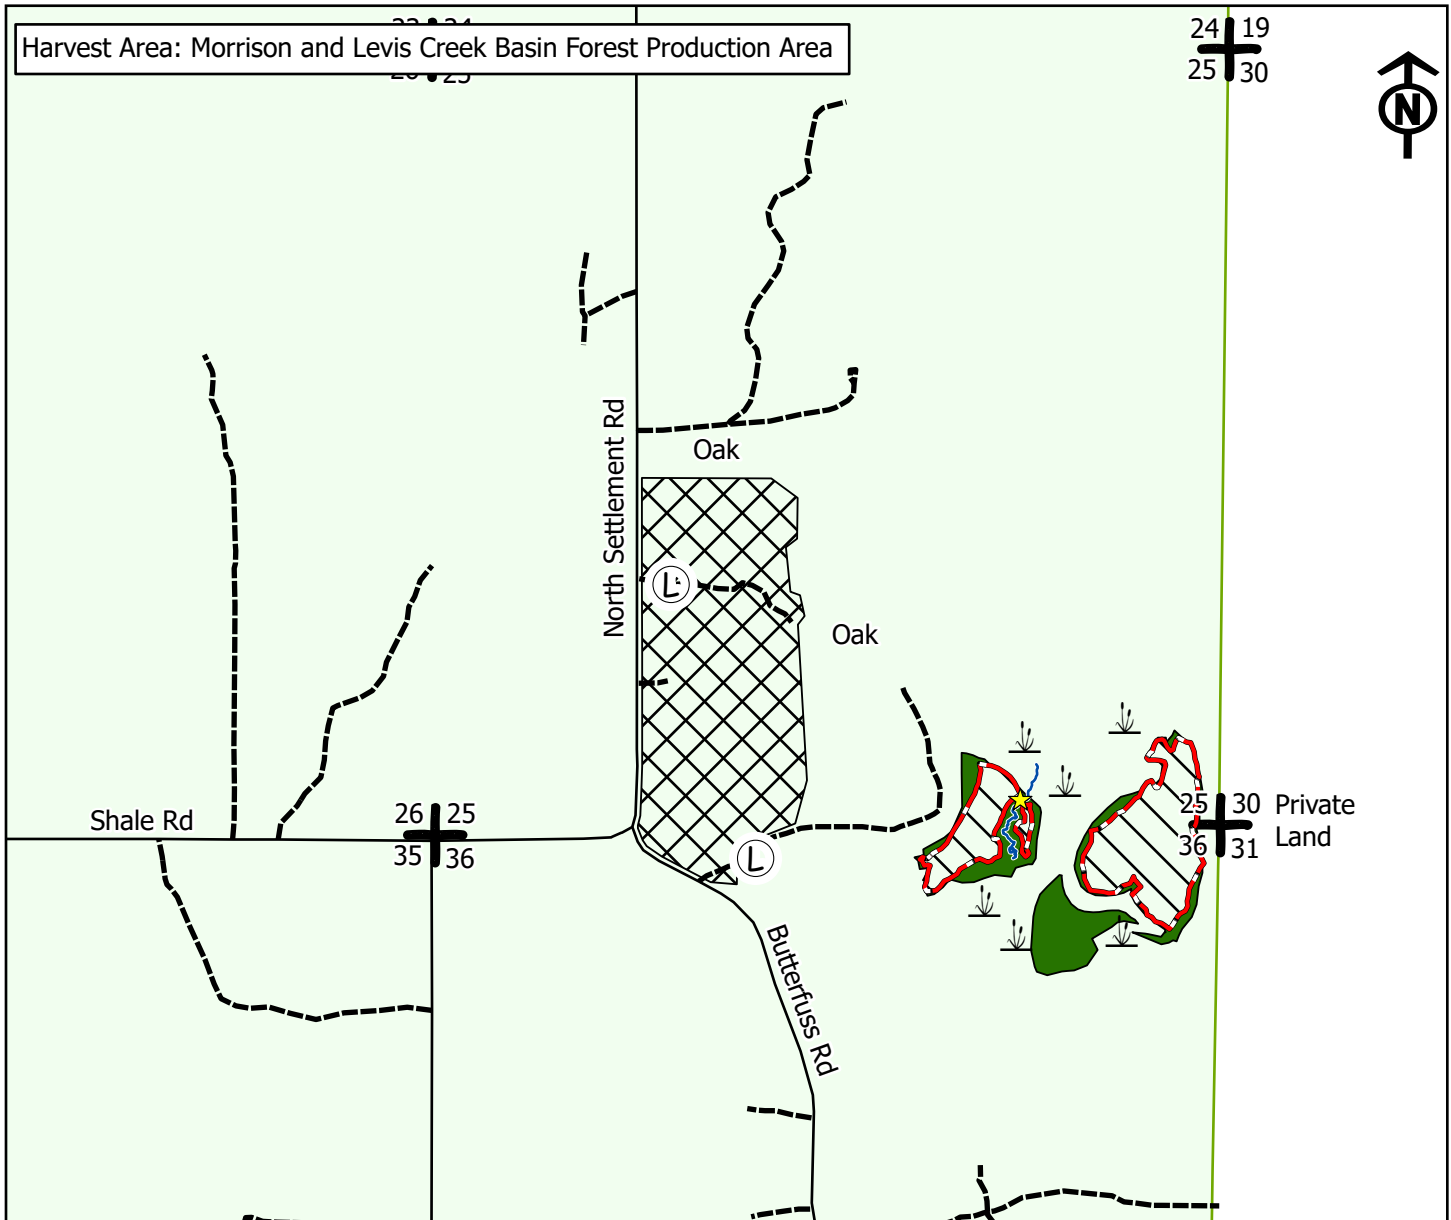 Harvest Area: Morrison and Levis Creek Basin Forest Production Area
24 19
25 30
N
North Settlement Rd
Oak
L
Oak
Shale Rd
26 25
35 36
L
25 30
36 31
Private
Land
Butterfuss Rd